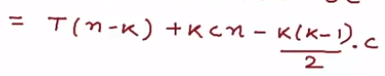 = T(n-k) + kcn - k(k-1)/2 . c